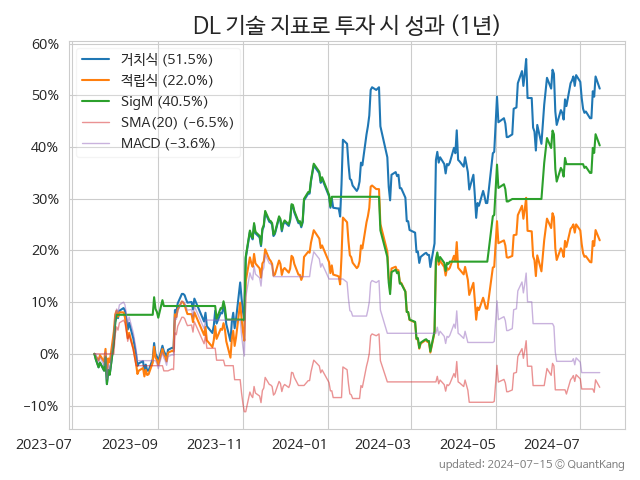 DL 기술 지표로 투자 시 성과 (1년)
60%
50%
40%
30%
20%
10%
0%
−10%
거치식 (51.5%)
적립식 (22.0%)
SigM (40.5%)
SMA(20) (−6.5%)
MACD (−3.6%)
2023-07 2023-09 2023-11 2024-01 2024-03 2024-05 2024-07
updated: 2024-07-15 © QuantKang